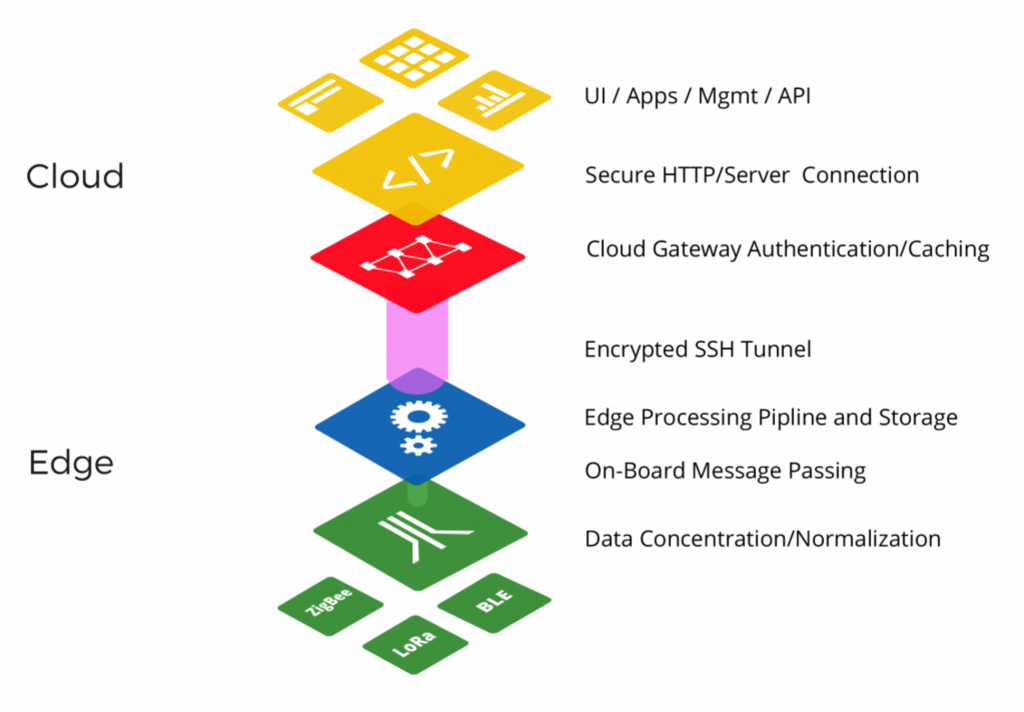 UI / Apps / Mgmt / API
Cloud
Secure HTTP/Server Connection
</>
Cloud Gateway Authentication/Caching
Encrypted SSH Tunnel
Edge Processing Pipline and Storage
Edge
On-Board Message Passing
Data Concentration/Normalization
ZigBee
BLE
LoRa